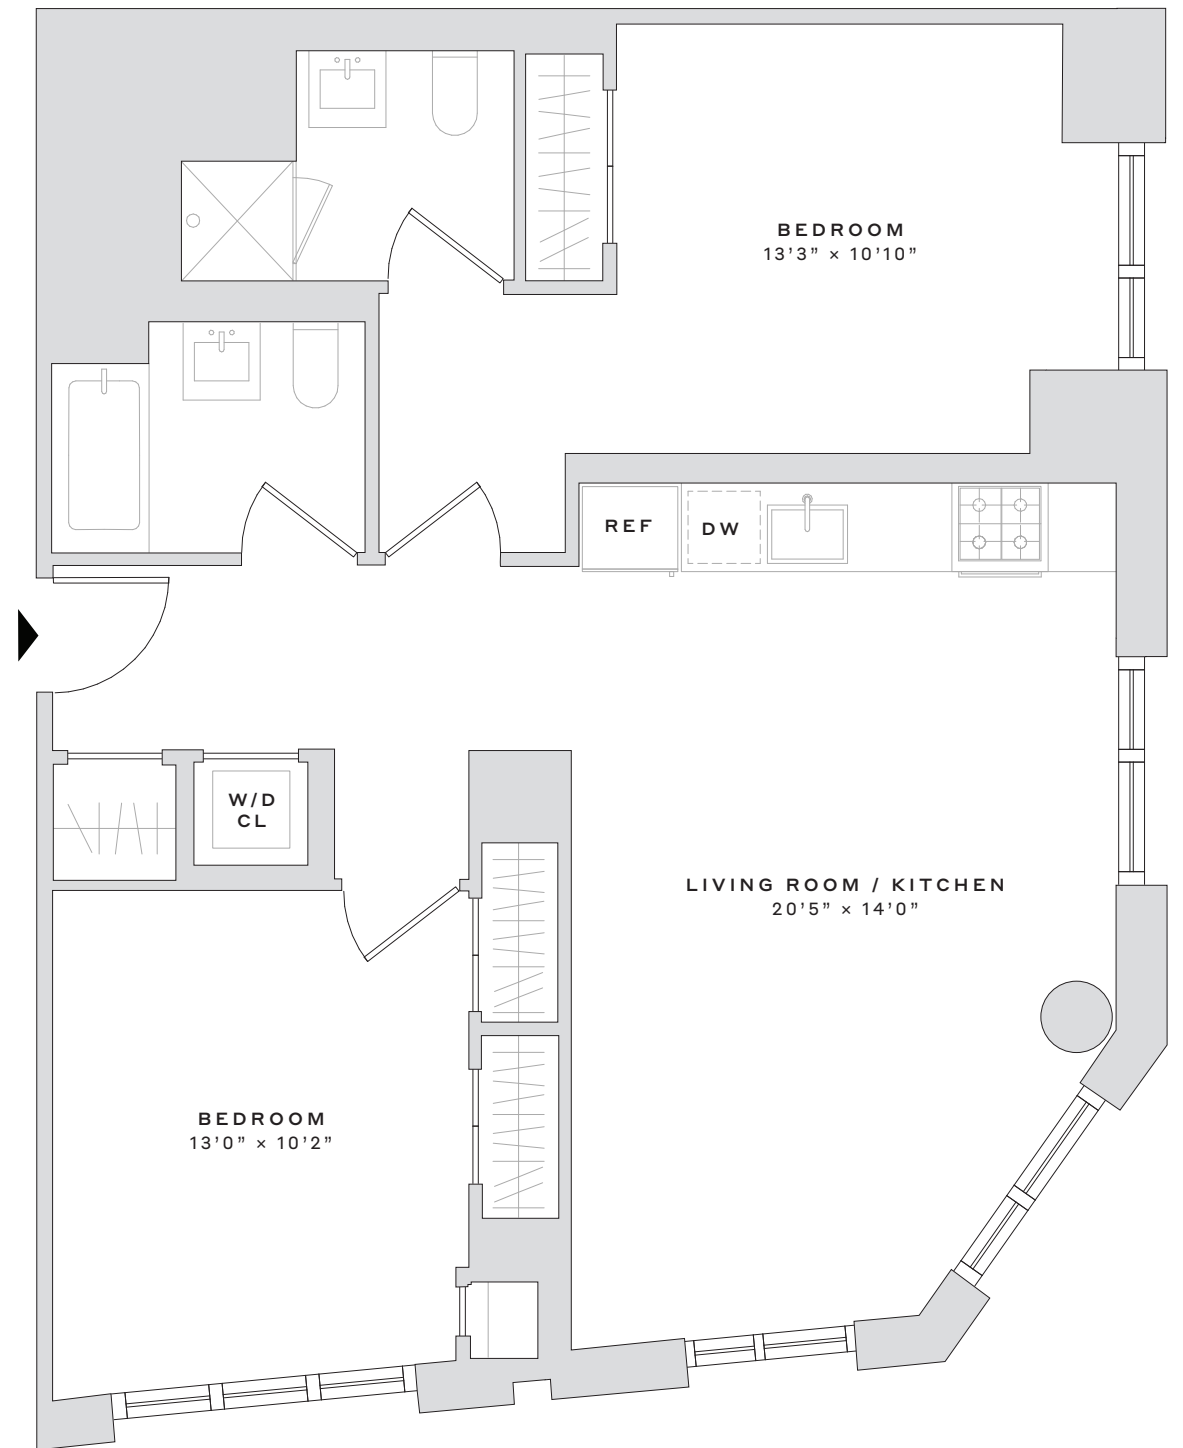 BEDROOM
13’3” × 10’10”
REF
DW
W/D
CL
LIVING ROOM / KITCHEN
20’5” × 14’0”
BEDROOM
13’0” × 10’2”